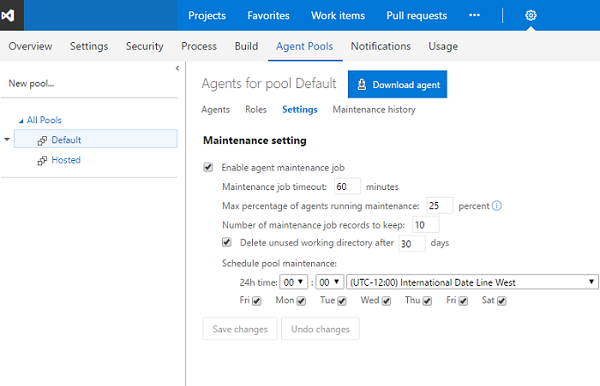 Projects Favorites Work items Pull requests ...
Overview Settings Security Process Build Agent Pools Notifications Usage
New pool...
All Pools
Default
Hosted
Agents for pool Default Download agent
Agents Roles Settings Maintenance history
Maintenance setting
Enable agent maintenance job
Maintenance job timeout: 60 minutes
Max percentage of agents running maintenance: 25 percent
Number of maintenance job records to keep: 10
Delete unused working directory after 30 days
Schedule pool maintenance:
24h time: 00 : 00 (UTC-12:00) International Date Line West
Fri Mon Tue Wed Thu Fri Sat
Save changes Undo changes